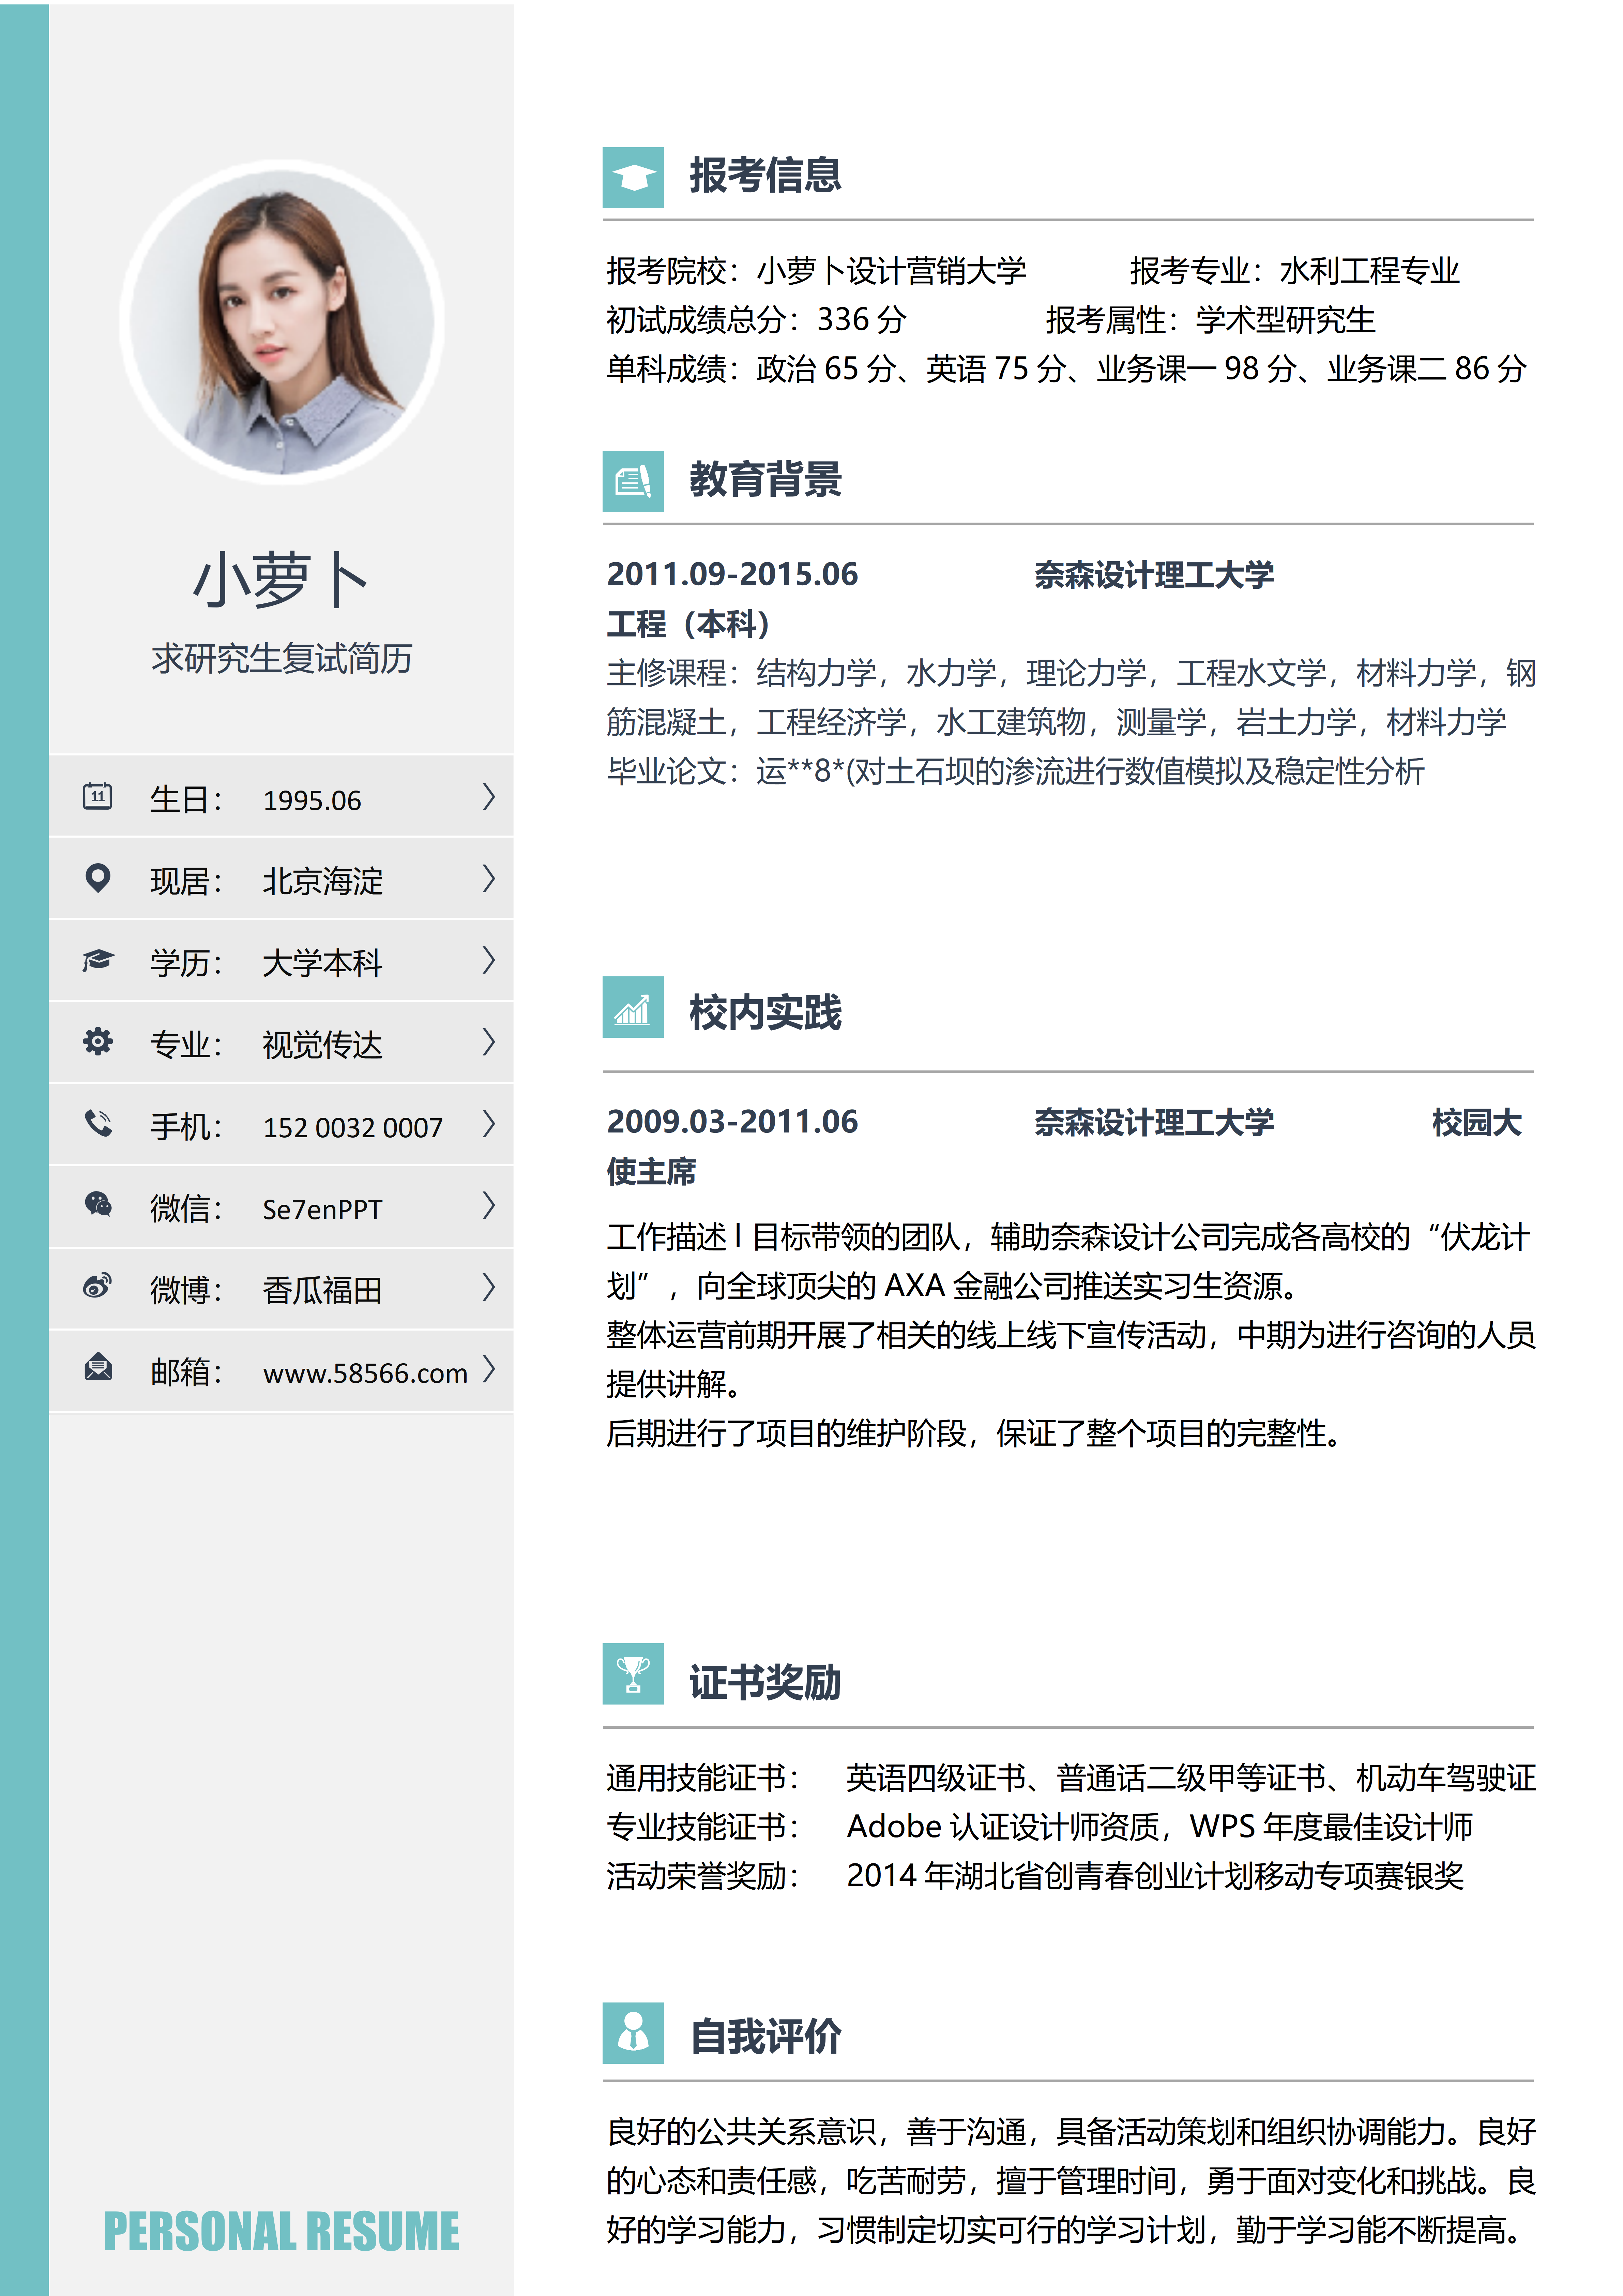 小萝卜
求研究生复试简历
11
生日： 1995.06
现居： 北京海淀
学历： 大学本科
专业： 视觉传达
手机： 152 0032 0007
微信： Se7enPPT
微博： 香瓜福田
邮箱： www.58566.com
PERSONAL RESUME
报考信息
报考院校：小萝卜设计营销大学 报考专业：水利工程专业
初试成绩总分：336 分 报考属性：学术型研究生
单科成绩：政治 65 分、英语 75 分、业务课一 98 分、业务课二 86 分
教育背景
2011.09-2015.06 奈森设计理工大学
工程（本科）
主修课程：结构力学，水力学，理论力学，工程水文学，材料力学，钢
筋混凝土，工程经济学，水工建筑物，测量学，岩土力学，材料力学
毕业论文：运**8*(对土石坝的渗流进行数值模拟及稳定性分析
校内实践
2009.03-2011.06 奈森设计理工大学 校园大
使主席
工作描述 l 目标带领的团队，辅助奈森设计公司完成各高校的“伏龙计
划”，向全球顶尖的 AXA 金融公司推送实习生资源。
整体运营前期开展了相关的线上线下宣传活动，中期为进行咨询的人员
提供讲解。
后期进行了项目的维护阶段，保证了整个项目的完整性。
证书奖励
通用技能证书： 英语四级证书、普通话二级甲等证书、机动车驾驶证
专业技能证书： Adobe 认证设计师资质，WPS 年度最佳设计师
活动荣誉奖励： 2014 年湖北省创青春创业计划移动专项赛银奖
自我评价
良好的公共关系意识，善于沟通，具备活动策划和组织协调能力。良好
的心态和责任感，吃苦耐劳，擅于管理时间，勇于面对变化和挑战。良
好的学习能力，习惯制定切实可行的学习计划，勤于学习能不断提高。